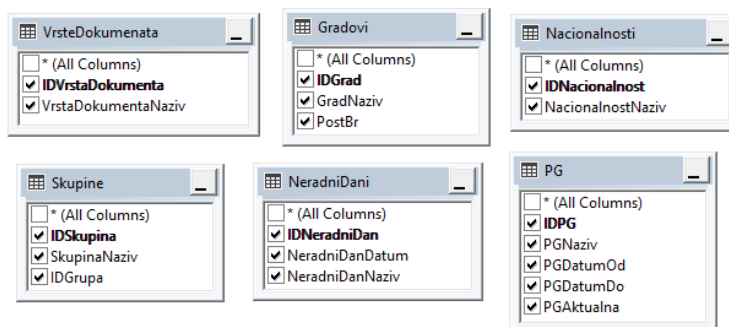 VrsteDokumenata
* (All Columns)
IDVrstaDokumenta
VrstaDokumentaNaziv
Gradovi
* (All Columns)
IDGrad
GradNaziv
PostBr
Nacionalnosti
* (All Columns)
IDNacionalnost
NacionalnostNaziv
Skupine
* (All Columns)
IDSkupina
SkupinaNaziv
IDGrupa
NeradniDani
* (All Columns)
IDNeradniDan
NeradniDanDatum
NeradniDanNaziv
PG
* (All Columns)
IDPG
PGNaziv
PGDatumOd
PGDatumDo
PGAktualna